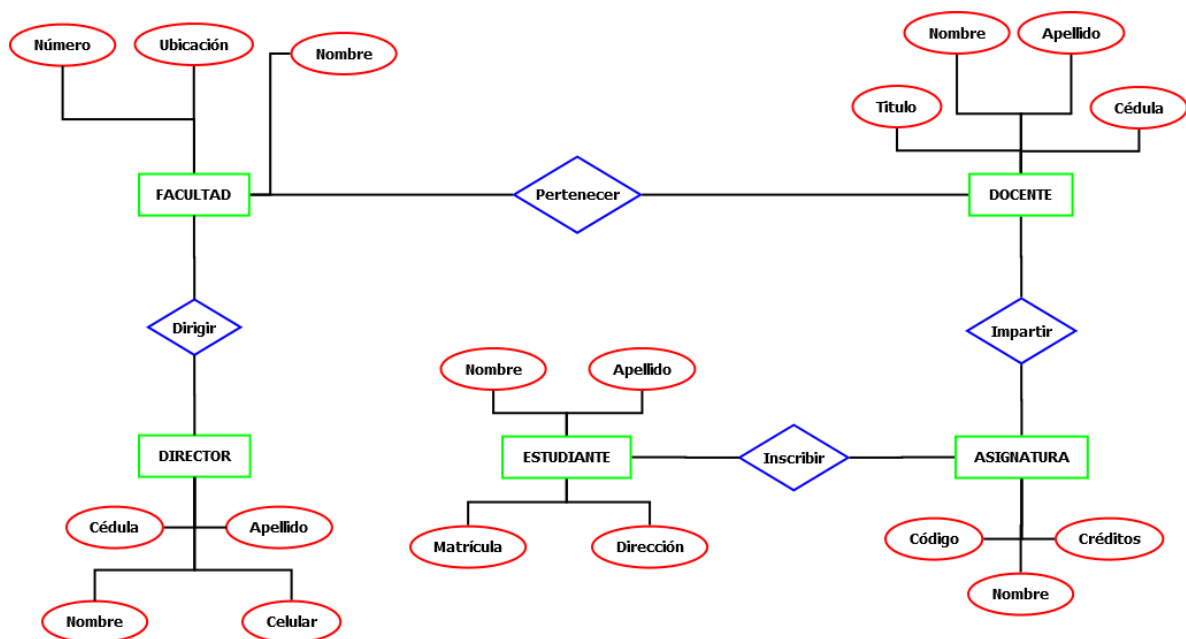 Número
Ubicación
Nombre
Nombre
Apellido
Titulo
Cédula
FACULTAD
Pertenecer
DOCENTE
Dirigir
Impartir
Nombre
Apellido
DIRECTOR
ESTUDIANTE
Inscribir
ASIGNATURA
Cédula
Apellido
Matrícula
Dirección
Código
Créditos
Nombre
Nombre
Celular